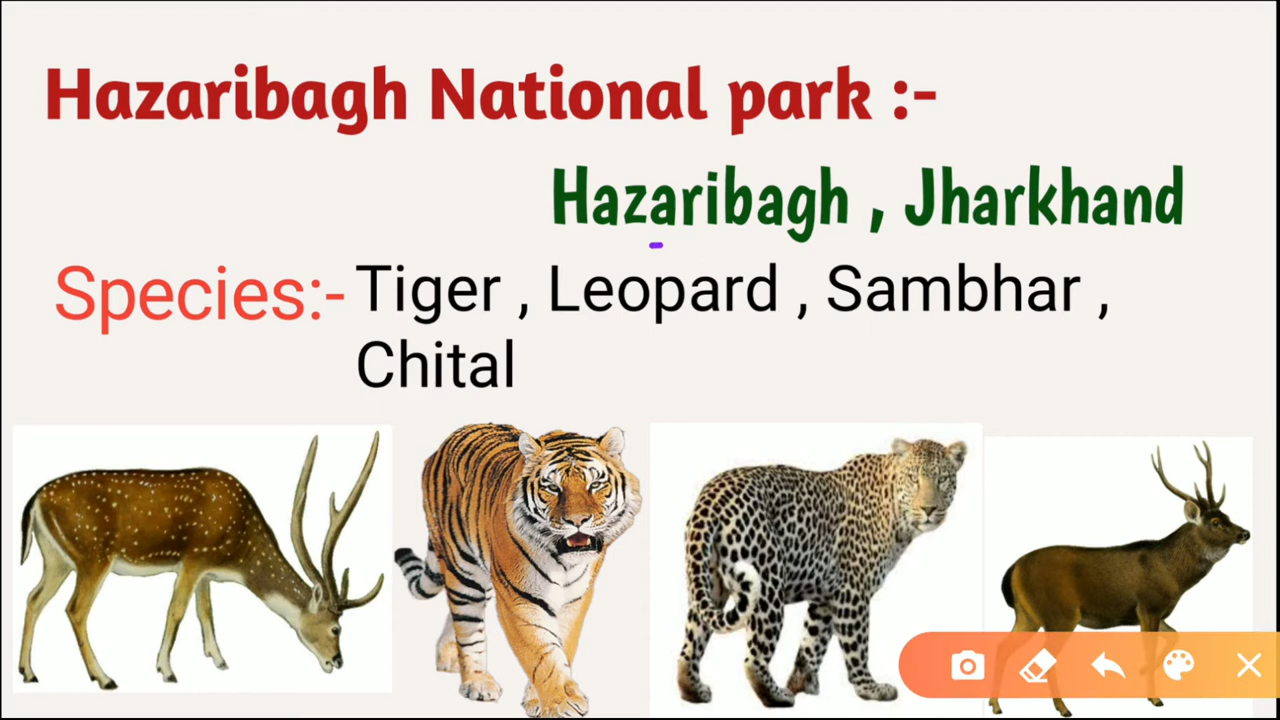 Hazaribagh National park :-
Hazaribagh , Jharkhand
Species:- Tiger , Leopard , Sambhar ,
Chital